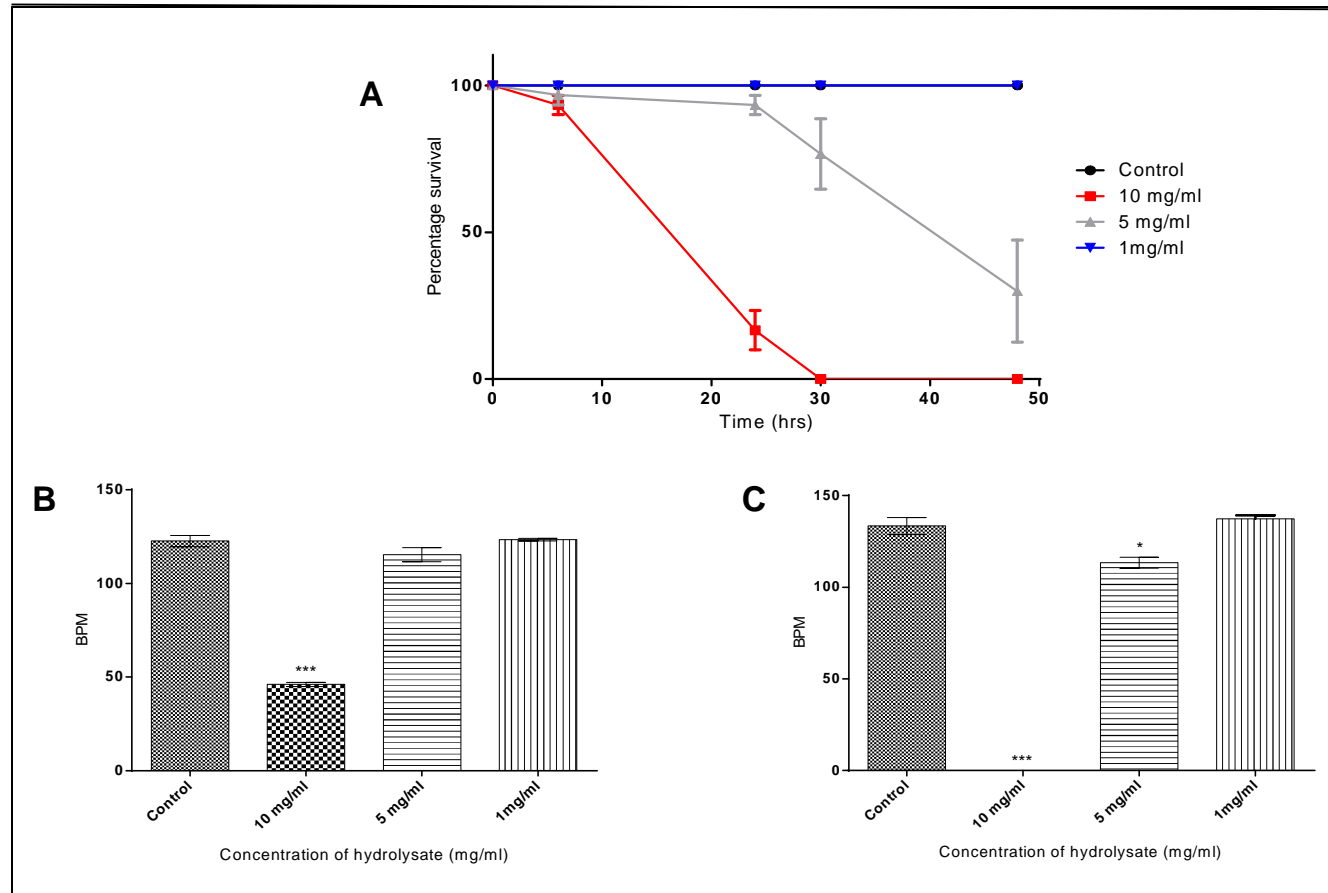 A
Percentage survival
100
50
0
0 10 20 30 40 50
Time (hrs)
Control
10 mg/ml
5 mg/ml
1mg/ml
B
BPM
150
100
50
0
***
Control 10 mg/ml 5 mg/ml 1mg/ml
Concentration of hydrolysate (mg/ml)
C
BPM
150
100
50
0
***
*
Control 10 mg/ml 5 mg/ml 1mg/ml
Concentration of hydrolysate (mg/ml)